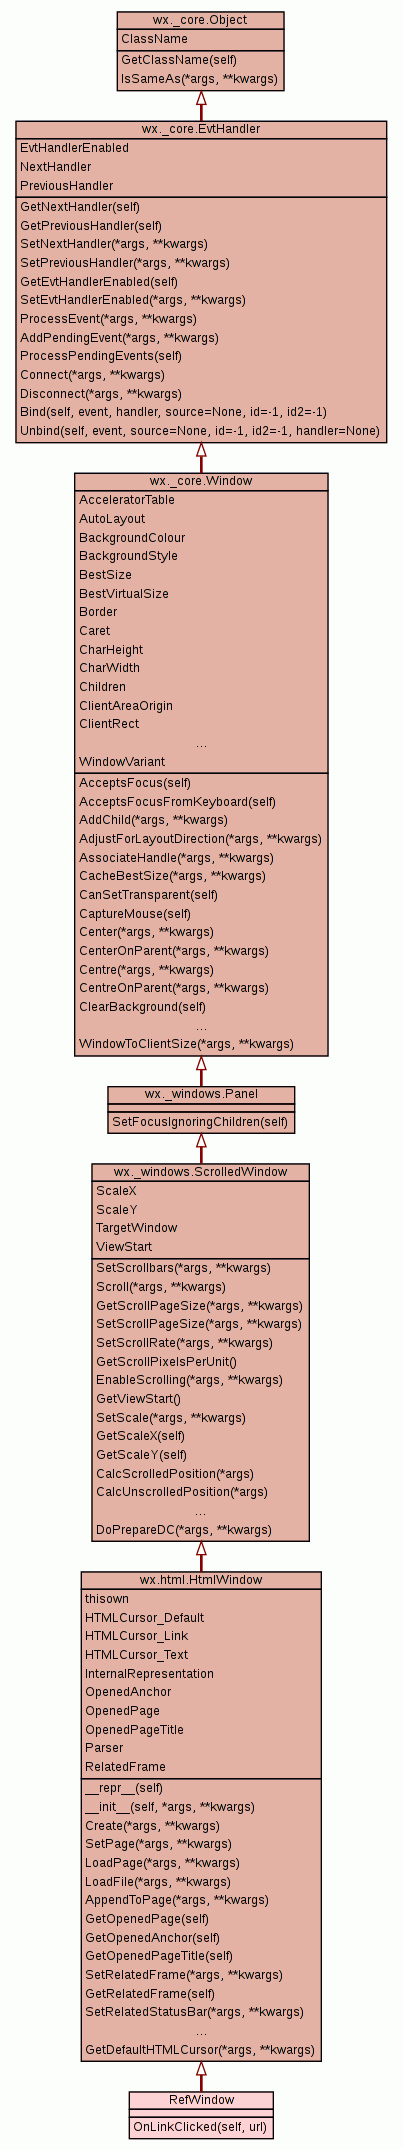 wx._core.Object
ClassName
GetClassName(self)
IsSameAs(*args, **kwargs)
wx._core.EvtHandler
EvtHandlerEnabled
NextHandler
PreviousHandler
GetNextHandler(self)
GetPreviousHandler(self)
SetNextHandler(*args, **kwargs)
SetPreviousHandler(*args, **kwargs)
GetEvtHandlerEnabled(self)
SetEvtHandlerEnabled(*args, **kwargs)
ProcessEvent(*args, **kwargs)
AddPendingEvent(*args, **kwargs)
ProcessPendingEvents(self)
Connect(*args, **kwargs)
Disconnect(*args, **kwargs)
Bind(self, event, handler, source=None, id=-1, id2=-1)
Unbind(self, event, source=None, id=-1, id2=-1, handler=None)
wx._core.Window
AcceleratorTable
AutoLayout
BackgroundColour
BackgroundStyle
BestSize
BestVirtualSize
Border
Caret
CharHeight
CharWidth
Children
ClientAreaOrigin
ClientRect
...
WindowVariant
AcceptsFocus(self)
AcceptsFocusFromKeyboard(self)
AddChild(*args, **kwargs)
AdjustForLayoutDirection(*args, **kwargs)
AssociateHandle(*args, **kwargs)
CacheBestSize(*args, **kwargs)
CanSetTransparent(self)
CaptureMouse(self)
Center(*args, **kwargs)
CenterOnParent(*args, **kwargs)
Centre(*args, **kwargs)
CentreOnParent(*args, **kwargs)
ClearBackground(self)
...
WindowToClientSize(*args, **kwargs)
wx._windows.Panel
SetFocusIgnoringChildren(self)
wx._windows.ScrolledWindow
ScaleX
ScaleY
TargetWindow
ViewStart
SetScrollbars(*args, **kwargs)
Scroll(*args, **kwargs)
GetScrollPageSize(*args, **kwargs)
SetScrollPageSize(*args, **kwargs)
SetScrollRate(*args, **kwargs)
GetScrollPixelsPerUnit()
EnableScrolling(*args, **kwargs)
GetViewStart()
SetScale(*args, **kwargs)
GetScaleX(self)
GetScaleY(self)
CalcScrolledPosition(*args)
CalcUnscrolledPosition(*args)
...
DoPrepareDC(*args, **kwargs)
wx.html.HtmlWindow
thisown
HTMLCursor_Default
HTMLCursor_Link
HTMLCursor_Text
InternalRepresentation
OpenedAnchor
OpenedPage
OpenedPageTitle
Parser
RelatedFrame
__repr__(self)
__init__(self, *args, **kwargs)
Create(*args, **kwargs)
SetPage(*args, **kwargs)
LoadPage(*args, **kwargs)
LoadFile(*args, **kwargs)
AppendToPage(*args, **kwargs)
GetOpenedPage(self)
GetOpenedAnchor(self)
GetOpenedPageTitle(self)
SetRelatedFrame(*args, **kwargs)
GetRelatedFrame(self)
SetRelatedStatusBar(*args, **kwargs)
...
GetDefaultHTMLCursor(*args, **kwargs)
RefWindow
OnLinkClicked(self, url)